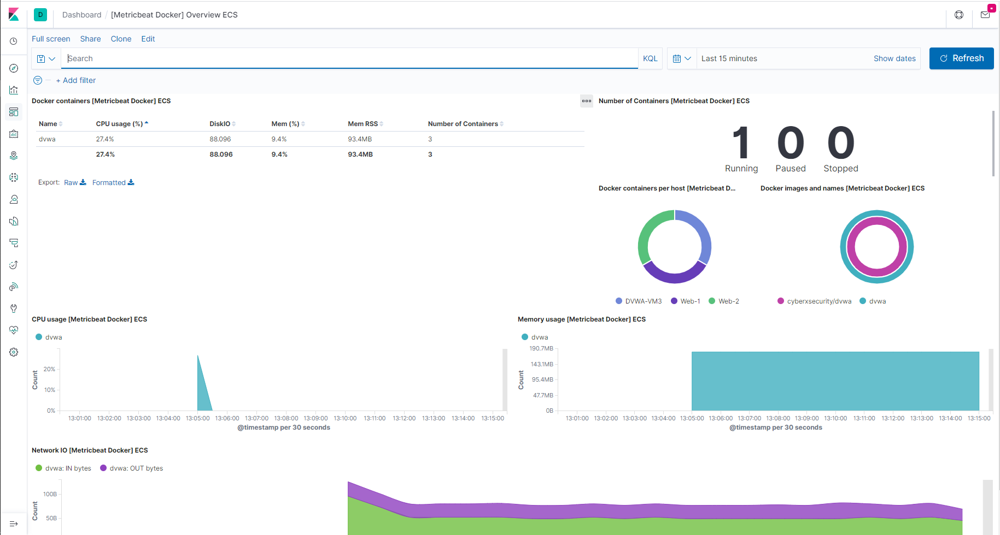 D Dashboard / [Metricbeat Docker] Overview ECS
Full screen Share Clone Edit
Search KQL Last 15 minutes Show dates Refresh
+ Add filter
Docker containers [Metricbeat Docker] ECS
Name CPU usage (%) DiskIO Mem (%) Mem RSS Number of Containers
dvwa 27.4% 88.096 9.4% 93.4MB 3
27.4% 88.096 9.4% 93.4MB 3
Export: Raw Formatted
Number of Containers [Metricbeat Docker] ECS
1 0 0
Running Paused Stopped
Docker containers per host [Metricbeat D...
DVWA-VM3 Web-1 Web-2
Docker images and names [Metricbeat Docker] ECS
cyberxsecurity/dvwa dvwa
CPU usage [Metricbeat Docker] ECS
dvwa
Count
20%
10%
0%
13:01:00 13:02:00 13:03:00 13:04:00 13:05:00 13:06:00 13:07:00 13:08:00 13:09:00 13:10:00 13:11:00 13:12:00 13:13:00 13:14:00 13:15:00
@timestamp per 30 seconds
Memory usage [Metricbeat Docker] ECS
dvwa
Count
190.7MB
143.1MB
95.4MB
47.7MB
0B
13:01:00 13:02:00 13:03:00 13:04:00 13:05:00 13:06:00 13:07:00 13:08:00 13:09:00 13:10:00 13:11:00 13:12:00 13:13:00 13:14:00 13:15:00
@timestamp per 30 seconds
Network IO [Metricbeat Docker] ECS
dvwa: IN bytes dvwa: OUT bytes
Count
100B
50B